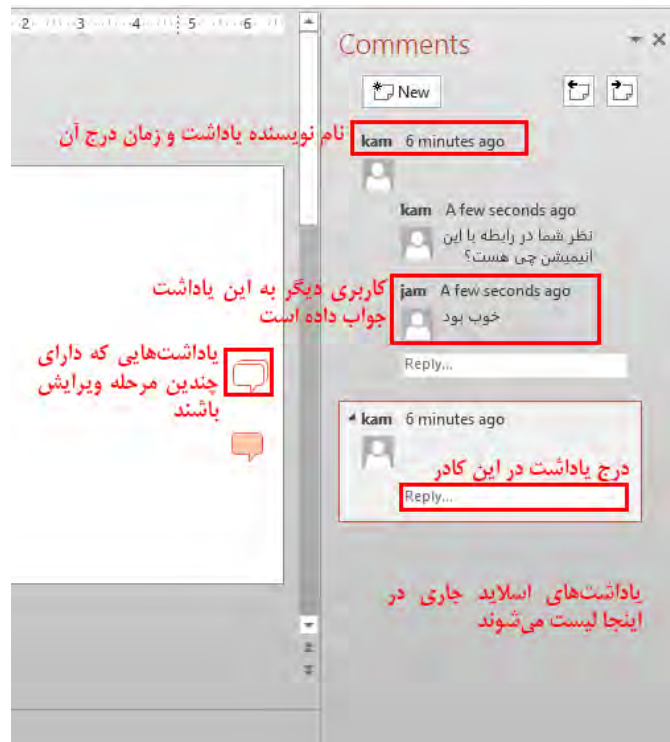 2 3 4 5 6
Comments
New
نام نویسنده یاداشت و زمان درج آن
kam 6 minutes ago
kam A few seconds ago
نظر شما در رابطه با این
انیمیشن چی هست؟
کاربری دیگر به این یاداشت
جواب داده است
jam A few seconds ago
خوب بود
Reply...
یاداشت‌هایی که دارای
چندین مرحله ویرایش
باشند
kam 6 minutes ago
درج یاداشت در این کادر
Reply...
یاداشت‌های اسلاید جاری در
اینجا لیست می‌شوند